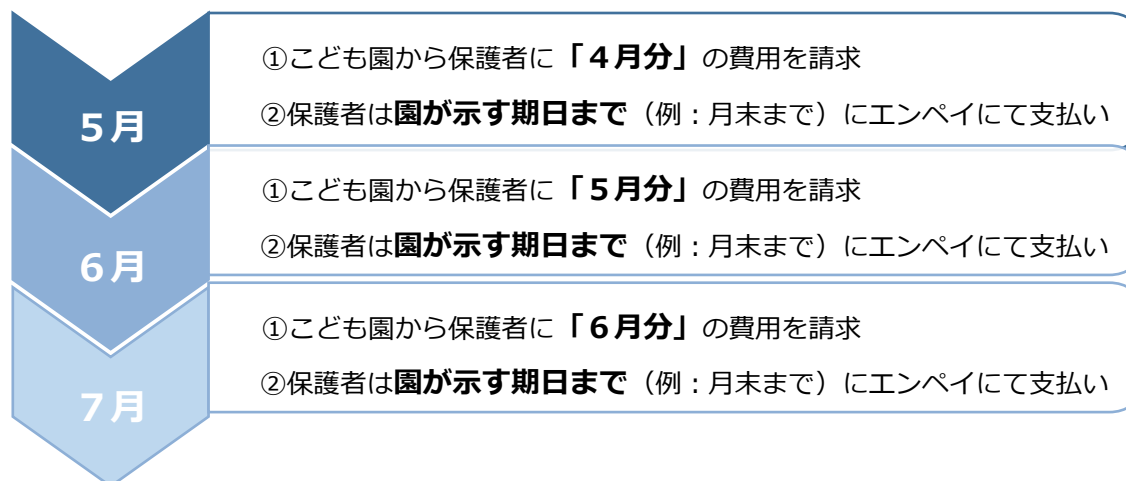 5月
①こども園から保護者に「４月分」の費用を請求
②保護者は園が示す期日まで（例：月末まで）にエンペイにて支払い
6月
①こども園から保護者に「５月分」の費用を請求
②保護者は園が示す期日まで（例：月末まで）にエンペイにて支払い
7月
①こども園から保護者に「６月分」の費用を請求
②保護者は園が示す期日まで（例：月末まで）にエンペイにて支払い